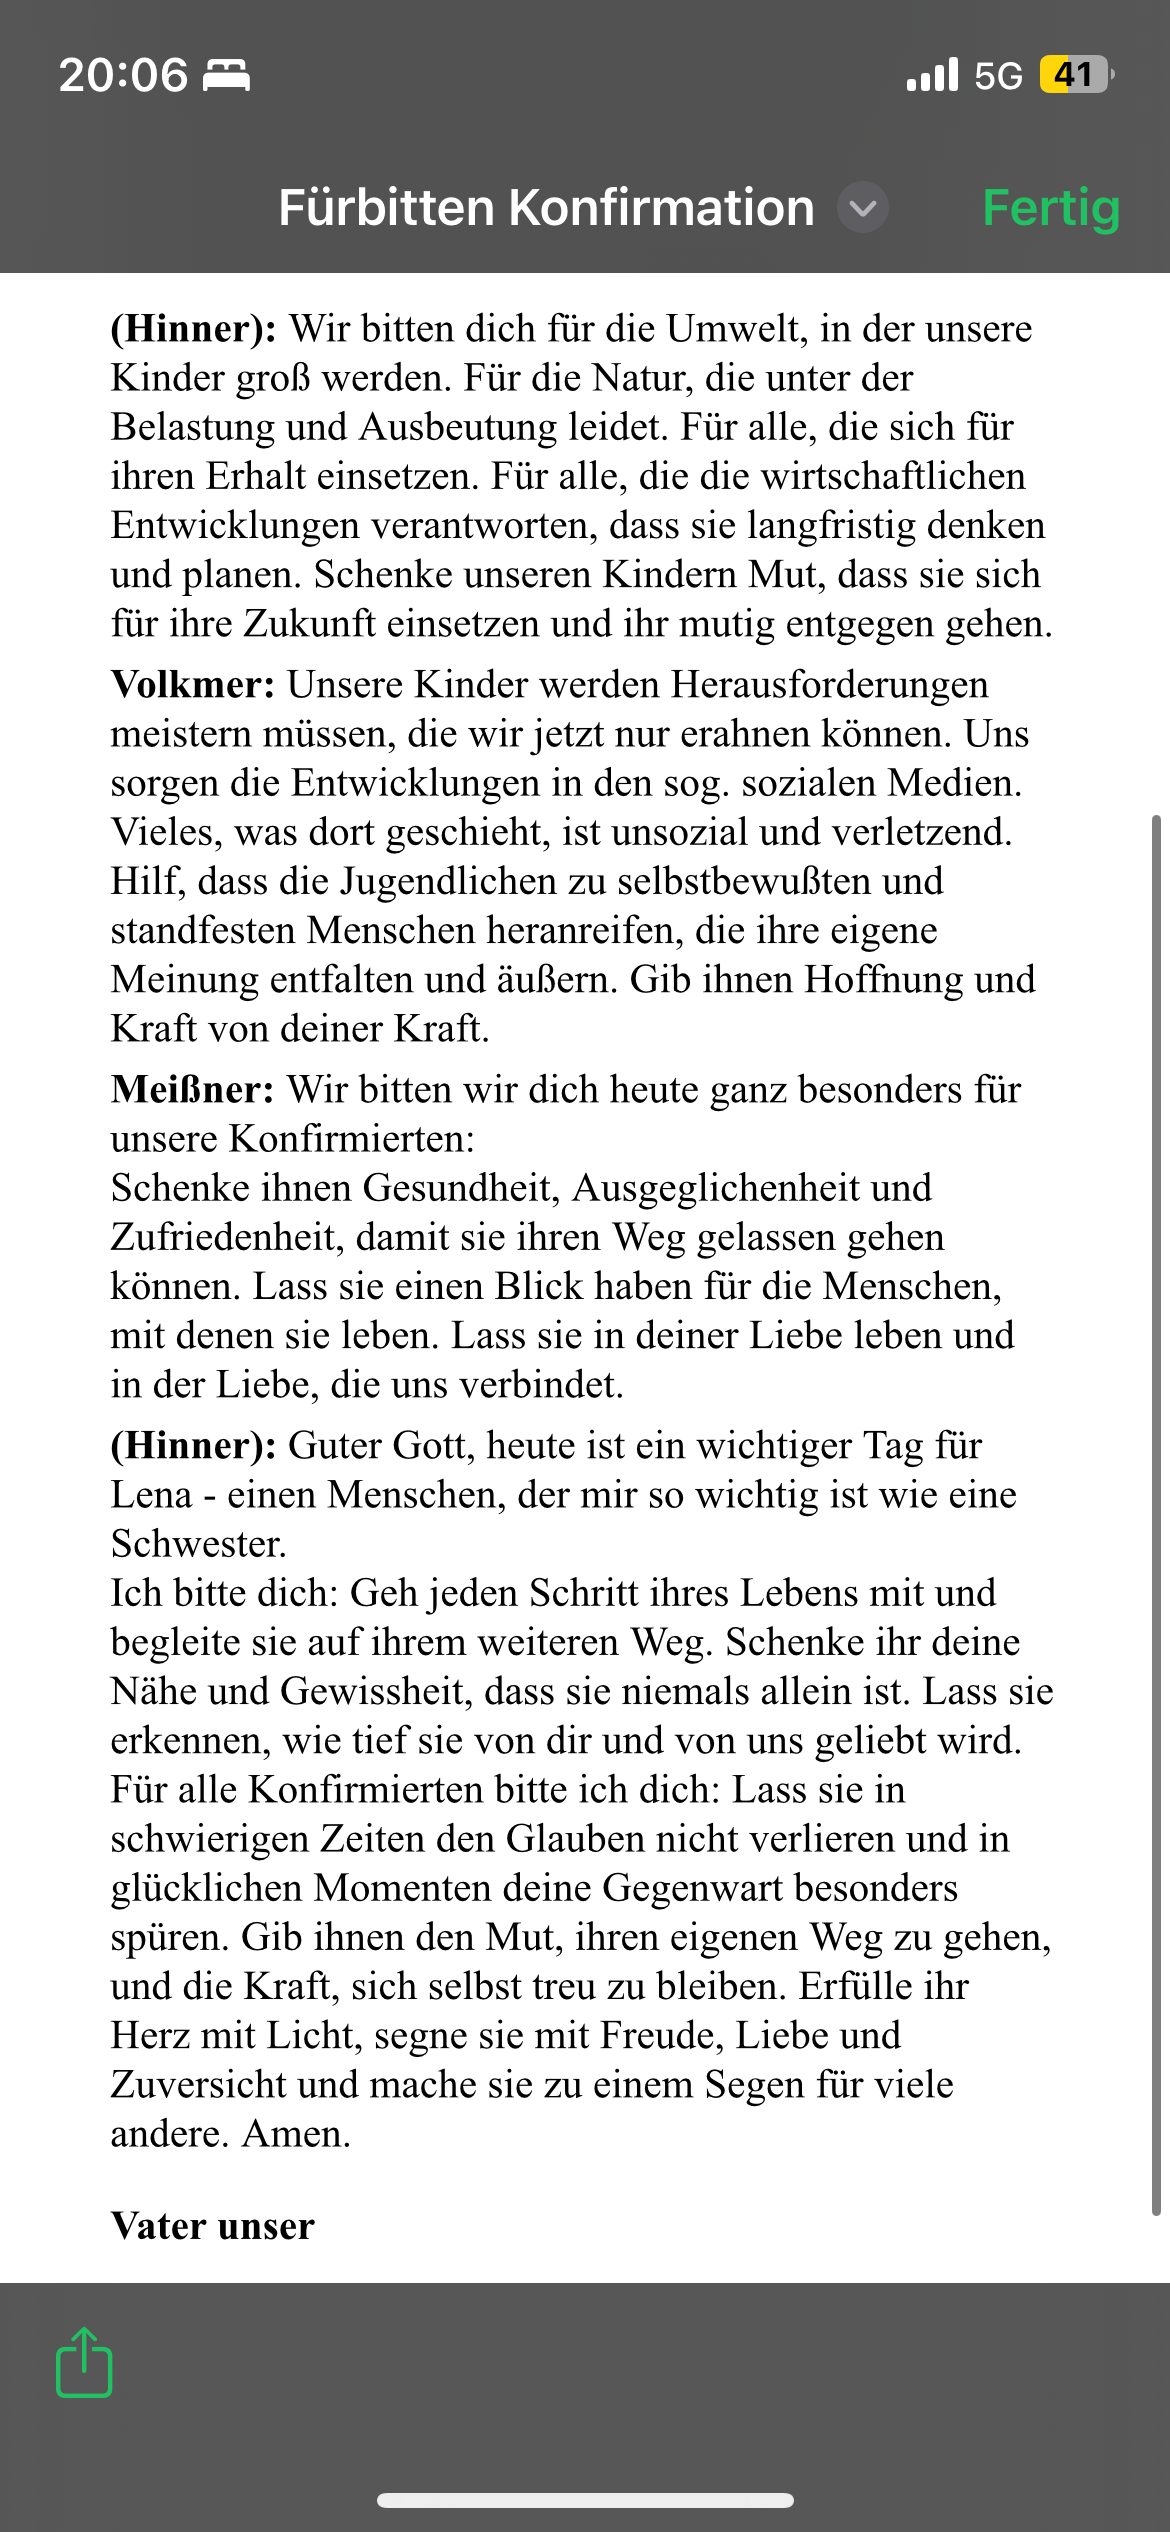 20:06
5G
41
Fürbitten Konfirmation
Fertig
(Hinner): Wir bitten dich für die Umwelt, in der unsere
Kinder groß werden. Für die Natur, die unter der
Belastung und Ausbeutung leidet. Für alle, die sich für
ihren Erhalt einsetzen. Für alle, die die wirtschaftlichen
Entwicklungen verantworten, dass sie langfristig denken
und planen. Schenke unseren Kindern Mut, dass sie sich
für ihre Zukunft einsetzen und ihr mutig entgegen gehen.
Volkmer: Unsere Kinder werden Herausforderungen
meistern müssen, die wir jetzt nur erahnen können. Uns
sorgen die Entwicklungen in den sog. sozialen Medien.
Vieles, was dort geschieht, ist unsozial und verletzend.
Hilf, dass die Jugendlichen zu selbstbewußten und
standfesten Menschen heranreifen, die ihre eigene
Meinung entfalten und äußern. Gib ihnen Hoffnung und
Kraft von deiner Kraft.
Meißner: Wir bitten wir dich heute ganz besonders für
unsere Konfirmierten:
Schenke ihnen Gesundheit, Ausgeglichenheit und
Zufriedenheit, damit sie ihren Weg gelassen gehen
können. Lass sie einen Blick haben für die Menschen,
mit denen sie leben. Lass sie in deiner Liebe leben und
in der Liebe, die uns verbindet.
(Hinner): Guter Gott, heute ist ein wichtiger Tag für
Lena - einen Menschen, der mir so wichtig ist wie eine
Schwester.
Ich bitte dich: Geh jeden Schritt ihres Lebens mit und
begleite sie auf ihrem weiteren Weg. Schenke ihr deine
Nähe und Gewissheit, dass sie niemals allein ist. Lass sie
erkennen, wie tief sie von dir und von uns geliebt wird.
Für alle Konfirmierten bitte ich dich: Lass sie in
schwierigen Zeiten den Glauben nicht verlieren und in
glücklichen Momenten deine Gegenwart besonders
spüren. Gib ihnen den Mut, ihren eigenen Weg zu gehen,
und die Kraft, sich selbst treu zu bleiben. Erfülle ihr
Herz mit Licht, segne sie mit Freude, Liebe und
Zuversicht und mache sie zu einem Segen für viele
andere. Amen.
Vater unser